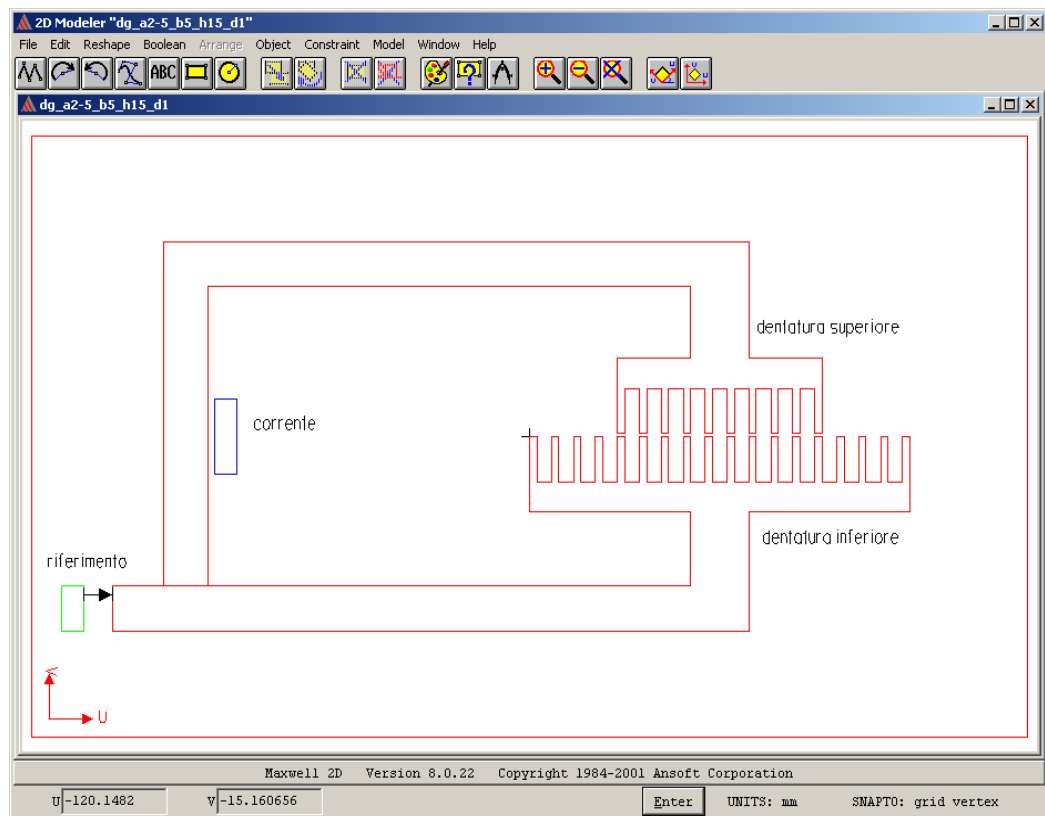 2D Modeler "dg_a2-5_b5_h15_d1"
File Edit Reshape Boolean Arrange Object Constraint Model Window Help
ABC
dg_a2-5_b5_h15_d1
dentatura superiore
corrente
dentatura inferiore
riferimento
V
U
Maxwell 2D Version 8.0.22 Copyright 1984-2001 Ansoft Corporation
U -120.1482 V -15.160656 Enter UNITS: mm SNAPTO: grid vertex